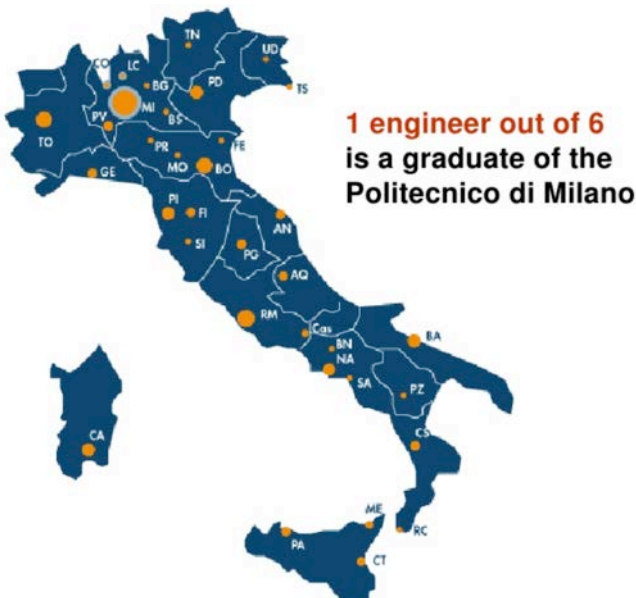 TN
UD
CO
LC
BG
PD
TS
MI
BS
PV
TO
PR
FE
MO
BO
GE
PI
FI
AN
SI
PG
AQ
RM
Cas
BN
NA
SA
BA
PZ
CA
CS
ME
RC
PA
CT
1 engineer out of 6
is a graduate of the
Politecnico di Milano